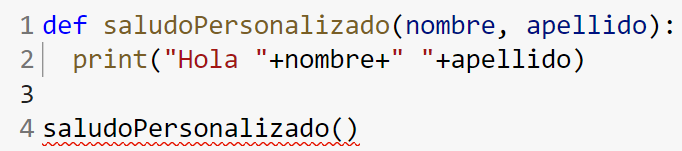 1 def saludoPersonalizado(nombre, apellido):
2   print("Hola "+nombre+" "+apellido)
3
4 saludoPersonalizado()